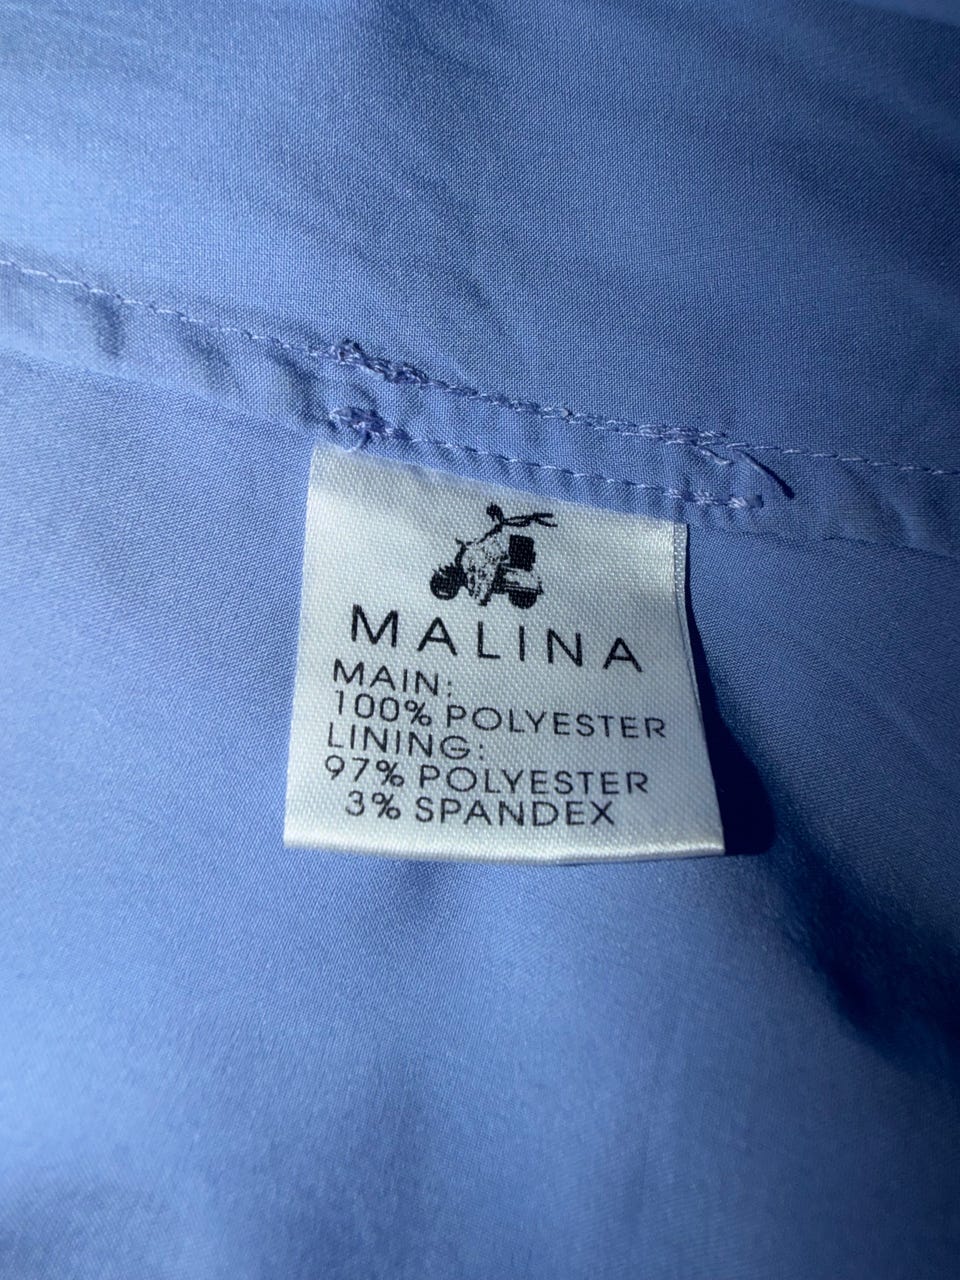 MALINA
MAIN:
100% POLYESTER
LINING:
97% POLYESTER
3% SPANDEX